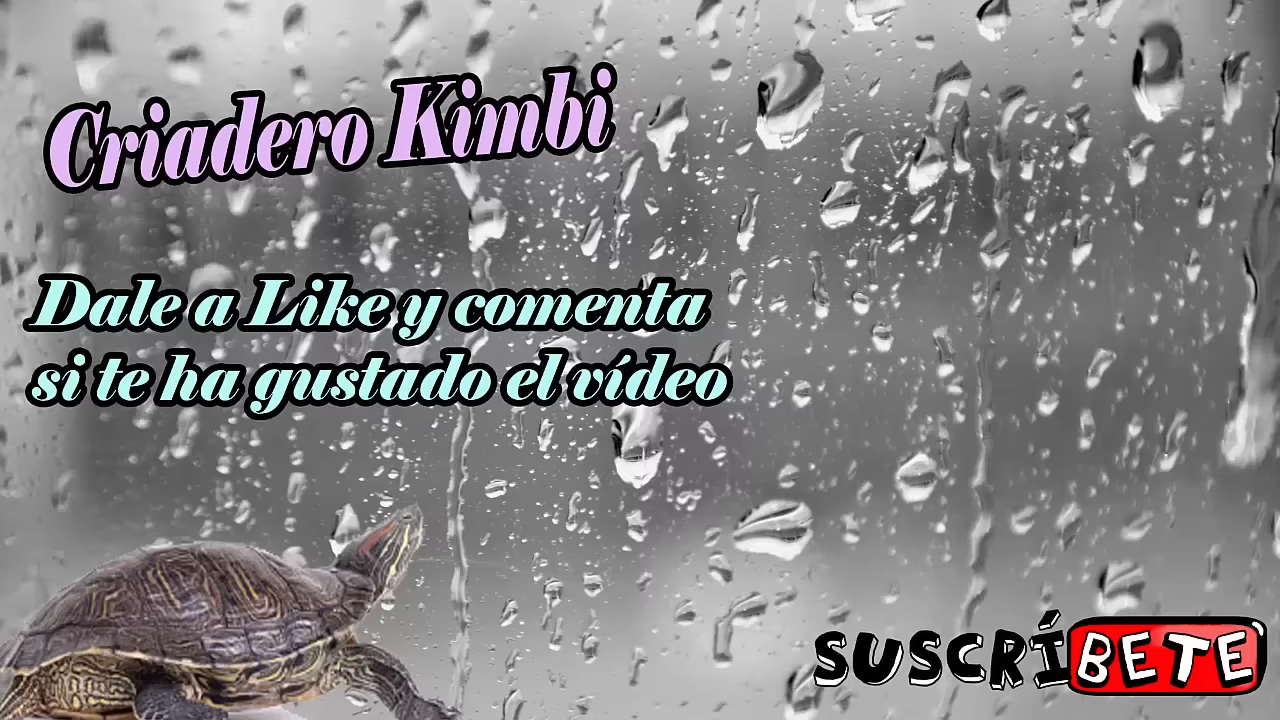 Criadero Kimbi
Dale a Like y comenta
si te ha gustado el vídeo
SUSCRÍBETE